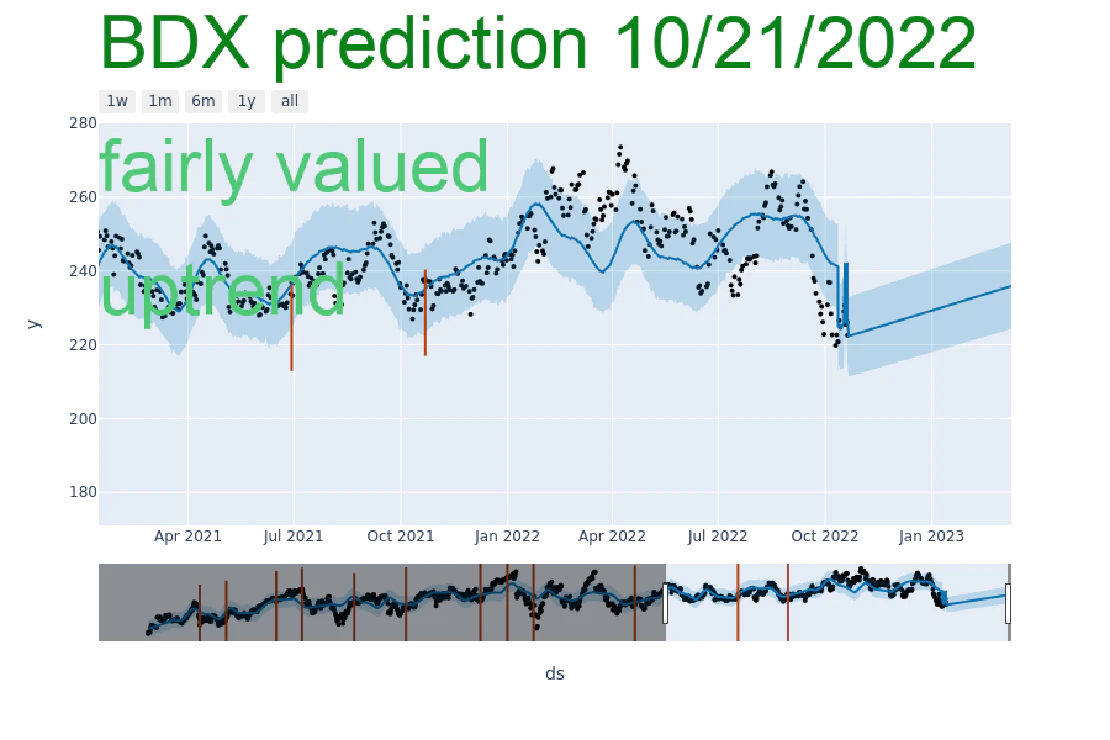 BDX prediction 10/21/2022
1w 1m 6m 1y all
280
fairly valued
260
240
uptrend
y
220
200
180
Apr 2021 Jul 2021 Oct 2021 Jan 2022 Apr 2022 Jul 2022 Oct 2022 Jan 2023
ds